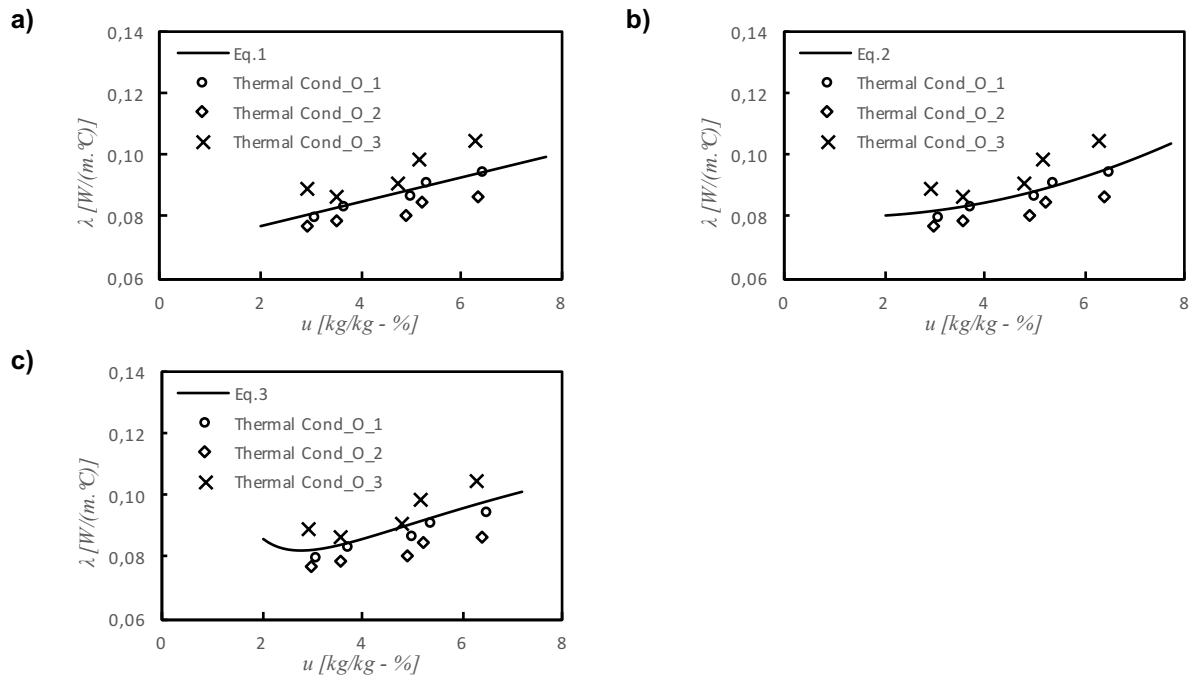 a)
0,14
0,12
0,10
0,08
0,06
λ [W/(m.ºC)]
Eq.1
Thermal Cond_O_1
Thermal Cond_O_2
Thermal Cond_O_3
0 2 4 6 8
u [kg/kg - %]
b)
0,14
0,12
0,10
0,08
0,06
λ [W/(m.ºC)]
Eq.2
Thermal Cond_O_1
Thermal Cond_O_2
Thermal Cond_O_3
0 2 4 6 8
u [kg/kg - %]
c)
0,14
0,12
0,10
0,08
0,06
λ [W/(m.ºC)]
Eq.3
Thermal Cond_O_1
Thermal Cond_O_2
Thermal Cond_O_3
0 2 4 6 8
u [kg/kg - %]